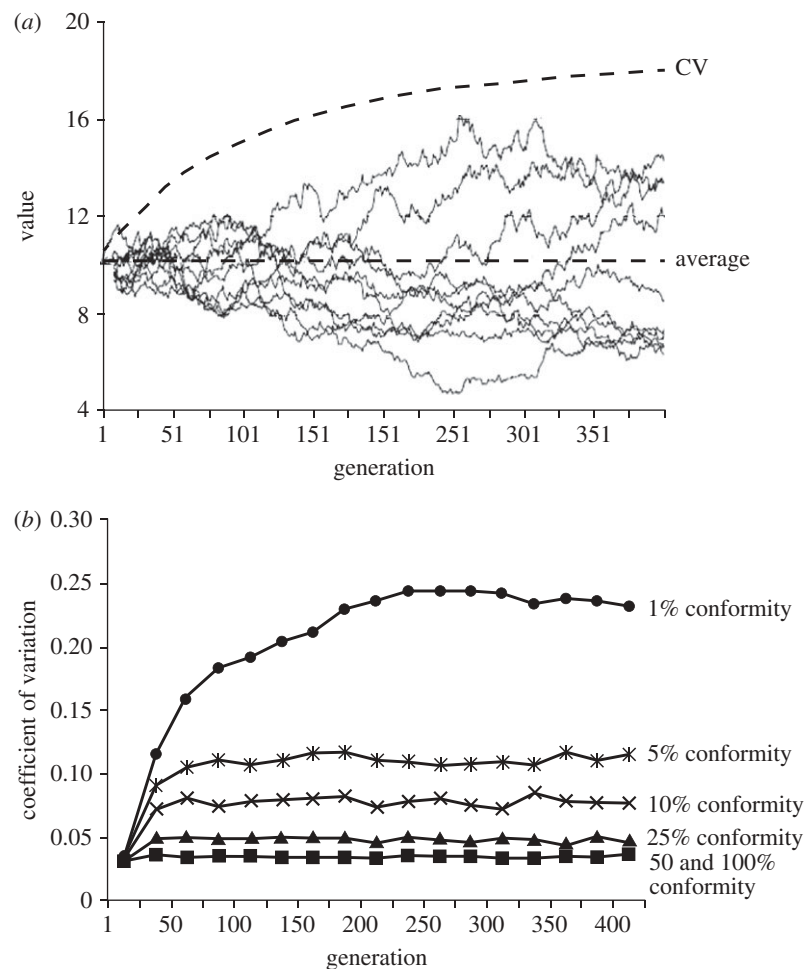 (a)
20
16
12
8
4
value
CV
average
1 51 101 151 151 251 301 351
generation
(b)
0.30
0.25
0.20
0.15
0.10
0.05
0
coefficient of variation
1% conformity
5% conformity
10% conformity
25% conformity
50 and 100%
conformity
1 50 100 150 200 250 300 350 400
generation